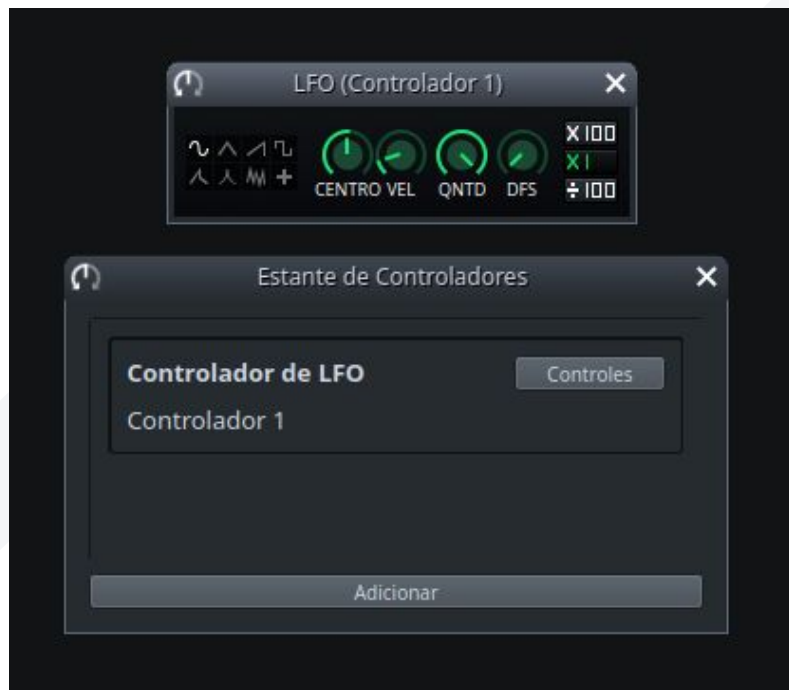 LFO (Controlador 1)
X100
X1
÷100
CENTRO VEL QNTD DFS
Estante de Controladores
Controlador de LFO
Controles
Controlador 1
Adicionar